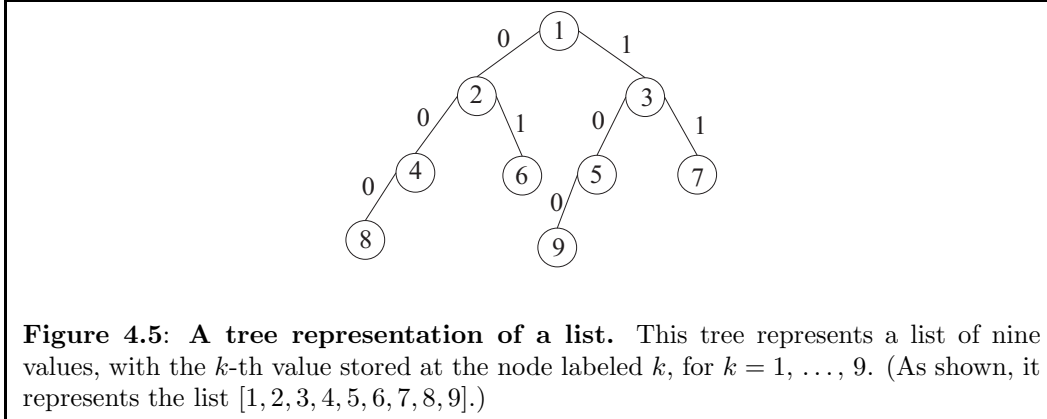 1
0 1
2 3
0 1 0 1
4 6 5 7
0 0
8 9
Figure 4.5: A tree representation of a list. This tree represents a list of nine
values, with the k-th value stored at the node labeled k, for k = 1, ..., 9. (As shown, it
represents the list [1, 2, 3, 4, 5, 6, 7, 8, 9].)